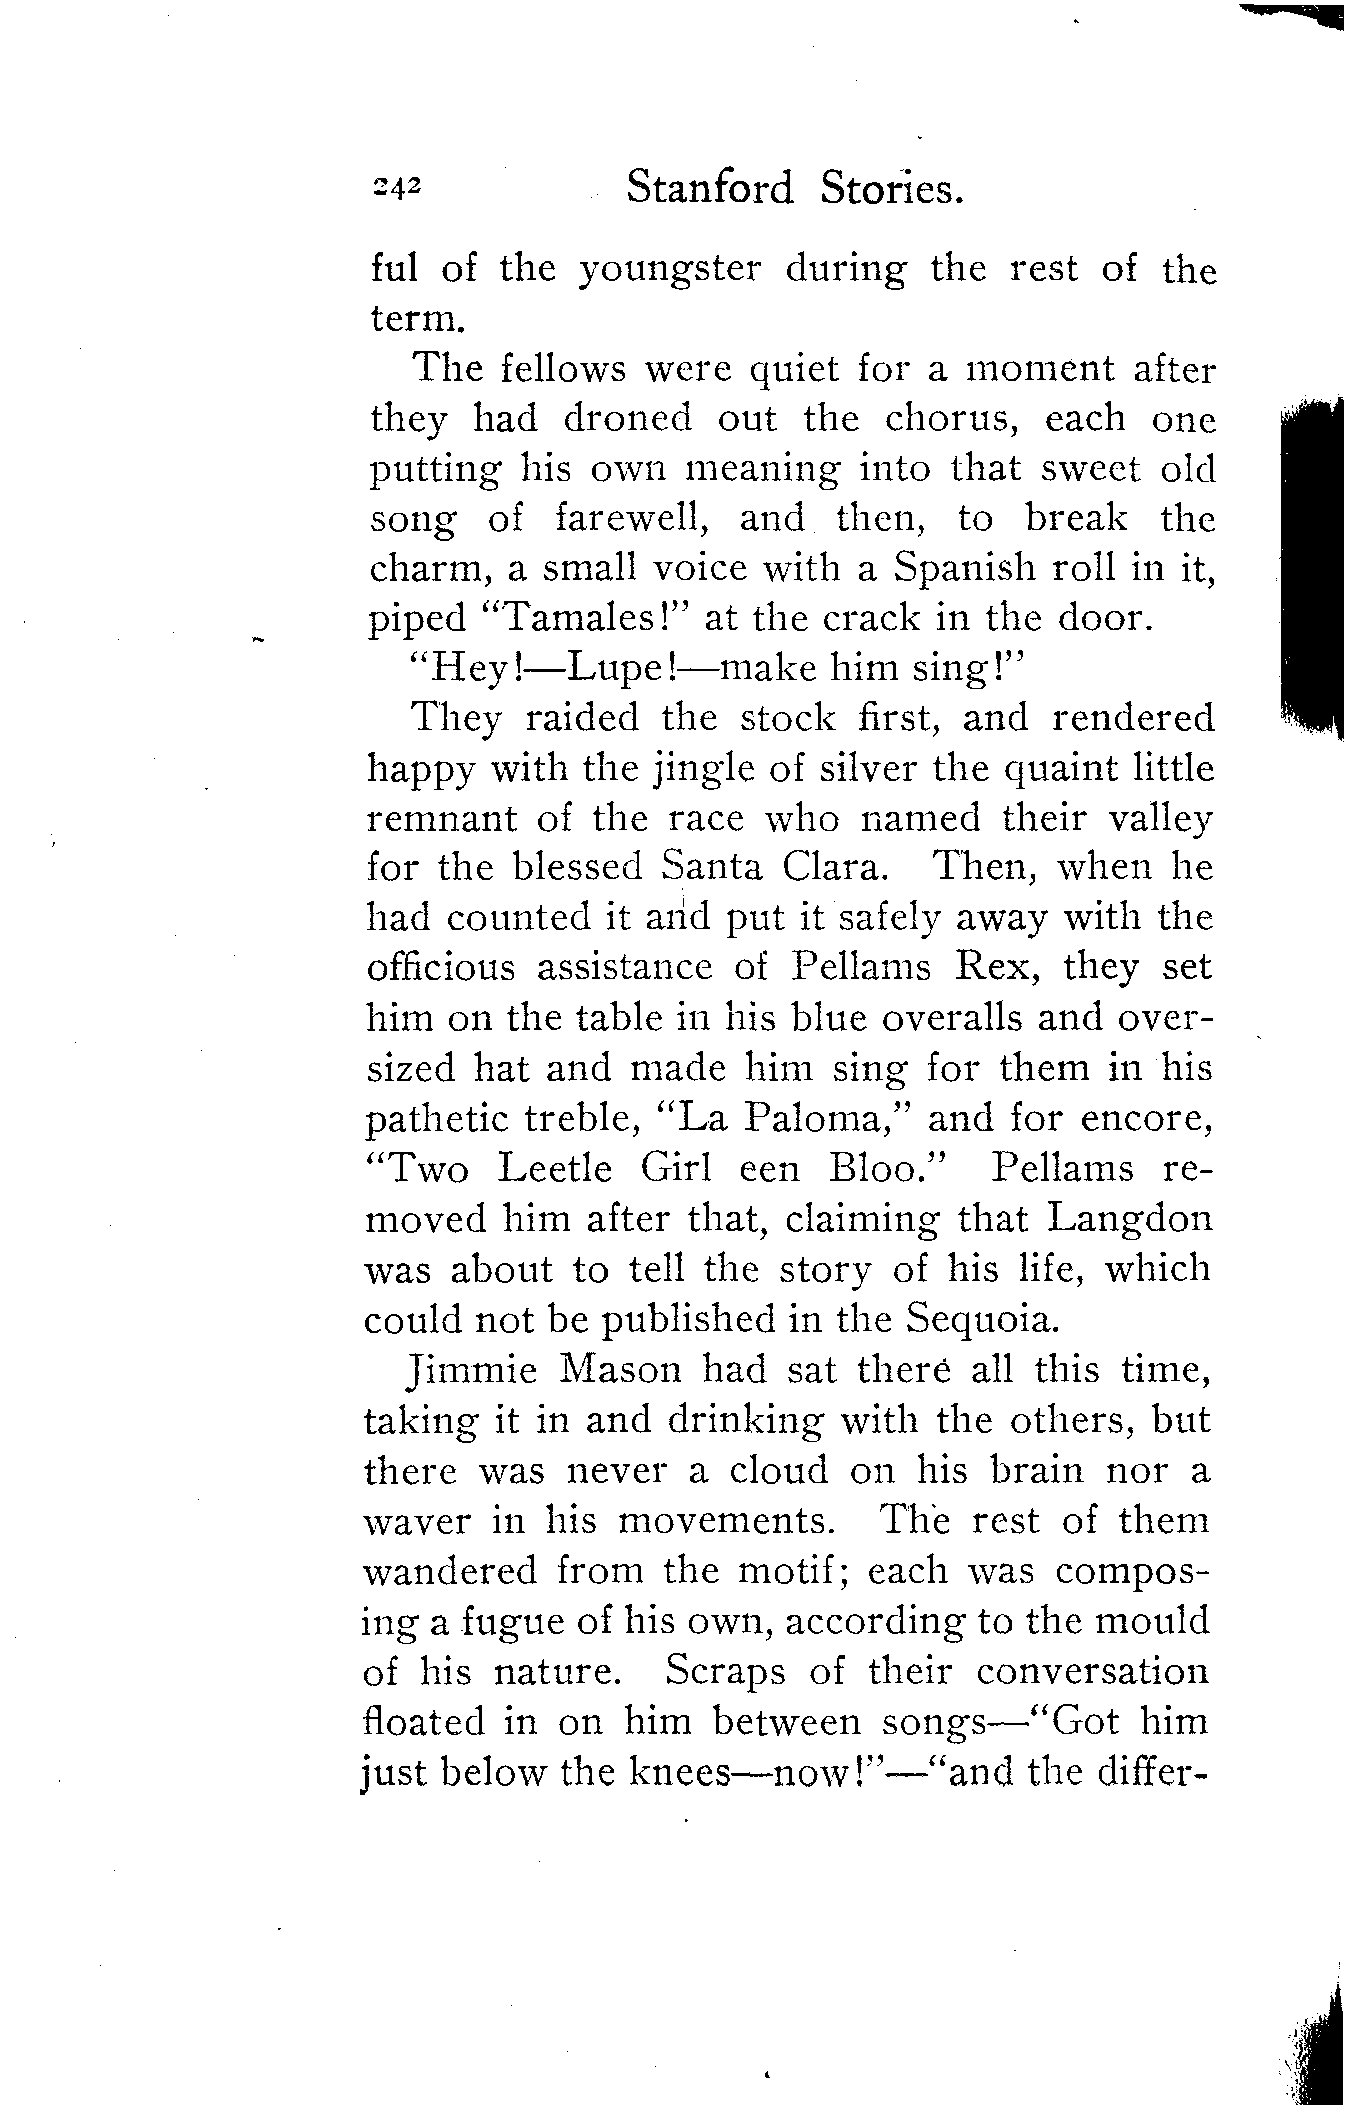 242 Stanford Stories.
ful of the youngster during the rest of the
term.
The fellows were quiet for a moment after
they had droned out the chorus, each one
putting his own meaning into that sweet old
song of farewell, and then, to break the
charm, a small voice with a Spanish roll in it,
piped "Tamales!" at the crack in the door.
"Hey!—Lupe!—make him sing!"
They raided the stock first, and rendered
happy with the jingle of silver the quaint little
remnant of the race who named their valley
for the blessed Santa Clara. Then, when he
had counted it and put it safely away with the
officious assistance of Pellams Rex, they set
him on the table in his blue overalls and over-
sized hat and made him sing for them in his
pathetic treble, "La Paloma," and for encore,
"Two Leetle Girl een Bloo." Pellams re-
moved him after that, claiming that Langdon
was about to tell the story of his life, which
could not be published in the Sequoia.
Jimmie Mason had sat there all this time,
taking it in and drinking with the others, but
there was never a cloud on his brain nor a
waver in his movements. The rest of them
wandered from the motif; each was compos-
ing a fugue of his own, according to the mould
of his nature. Scraps of their conversation
floated in on him between songs—"Got him
just below the knees—now!"—"and the differ-